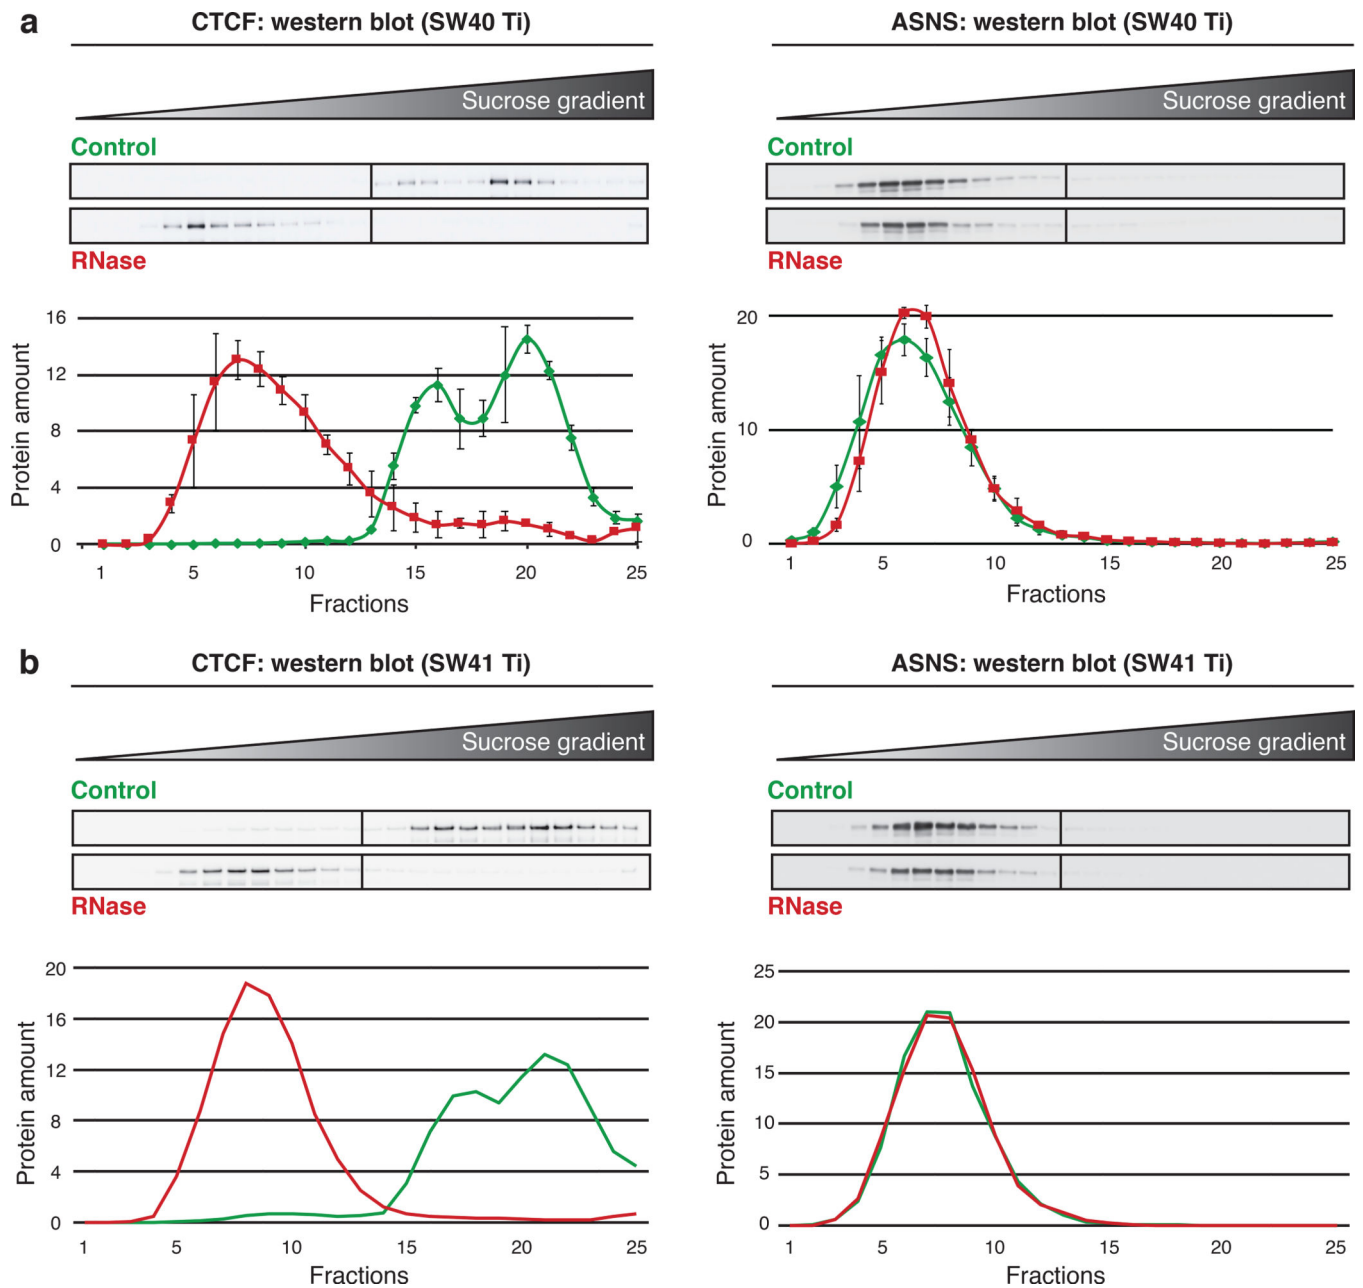 a
CTCF: western blot (SW40 Ti)
Sucrose gradient
Control
RNase
Protein amount
16
12
8
4
0
1 5 10 15 20 25
Fractions
ASNS: western blot (SW40 Ti)
Sucrose gradient
Control
RNase
Protein amount
20
10
0
1 5 10 15 20 25
Fractions
b
CTCF: western blot (SW41 Ti)
Sucrose gradient
Control
RNase
Protein amount
20
16
12
8
4
0
1 5 10 15 20 25
Fractions
ASNS: western blot (SW41 Ti)
Sucrose gradient
Control
RNase
Protein amount
25
20
15
10
5
0
1 5 10 15 20 25
Fractions